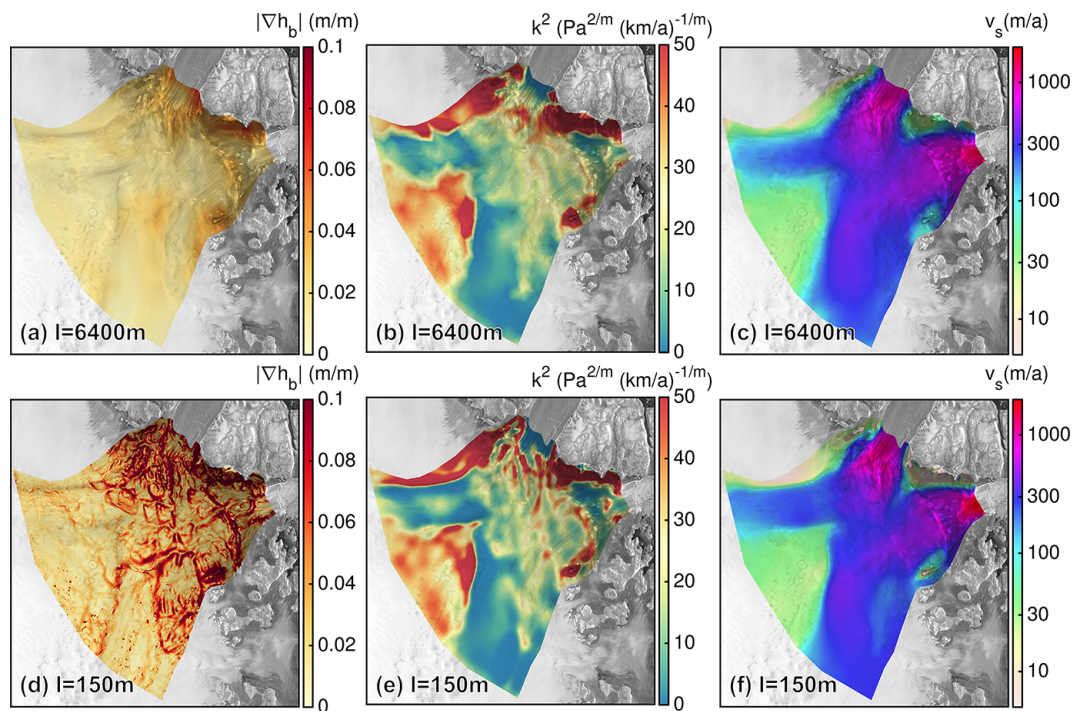 |∇h_b| (m/m)
k² (Pa^{2/m} (km/a)^{-1/m})
v_s(m/a)
0.1
0.08
0.06
0.04
0.02
0
(a) l=6400m
50
40
30
20
10
0
(b) l=6400m
1000
300
100
30
10
(c) l=6400m
|∇h_b| (m/m)
k² (Pa^{2/m} (km/a)^{-1/m})
v_s(m/a)
0.1
0.08
0.06
0.04
0.02
0
(d) l=150m
50
40
30
20
10
0
(e) l=150m
1000
300
100
30
10
(f) l=150m